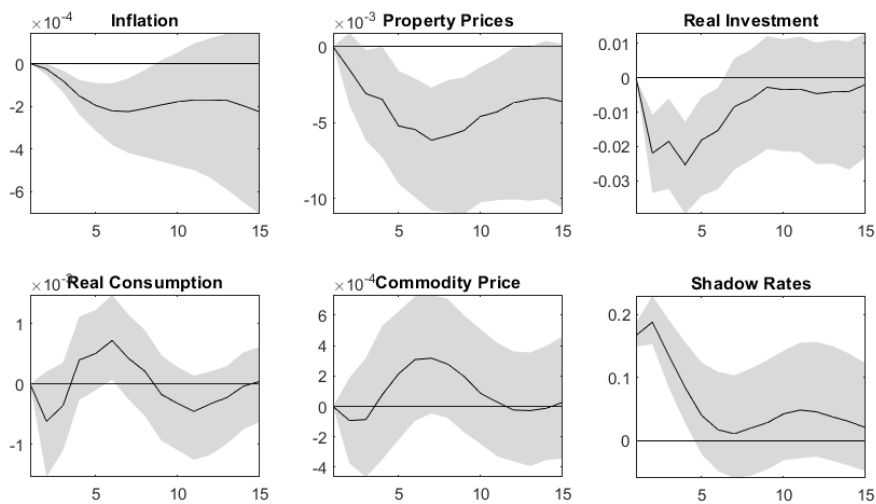 ×10⁻⁴ Inflation
0
-2
-4
-6
5 10 15
×10⁻³ Property Prices
0
-5
-10
5 10 15
Real Investment
0.01
0
-0.01
-0.02
-0.03
5 10 15
×10⁻³ Real Consumption
1
0
-1
5 10 15
×10⁻⁴ Commodity Price
6
4
2
0
-2
-4
5 10 15
Shadow Rates
0.2
0.1
0
5 10 15